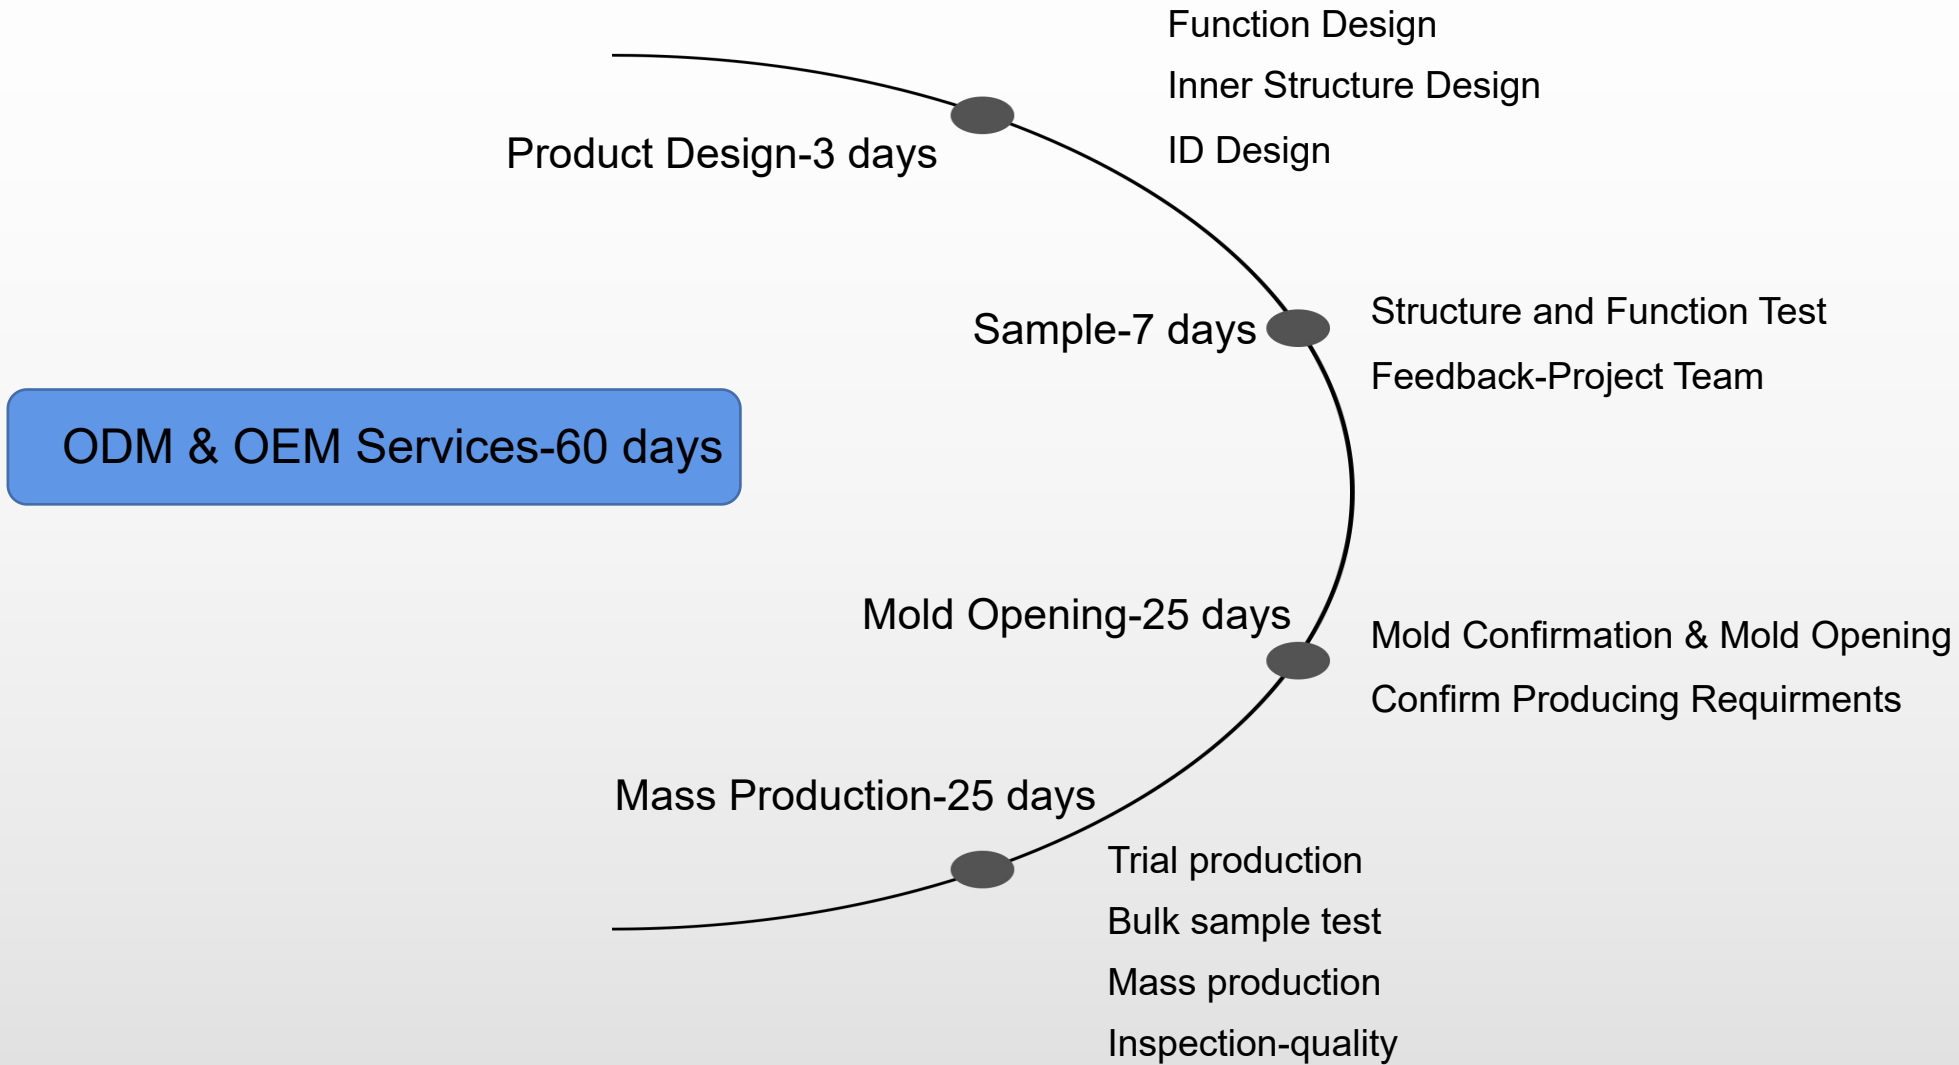 Function Design
Inner Structure Design
ID Design
Product Design-3 days
Structure and Function Test
Feedback-Project Team
Sample-7 days
ODM & OEM Services-60 days
Mold Opening-25 days
Mold Confirmation & Mold Opening
Confirm Producing Requirments
Mass Production-25 days
Trial production
Bulk sample test
Mass production
Inspection-quality